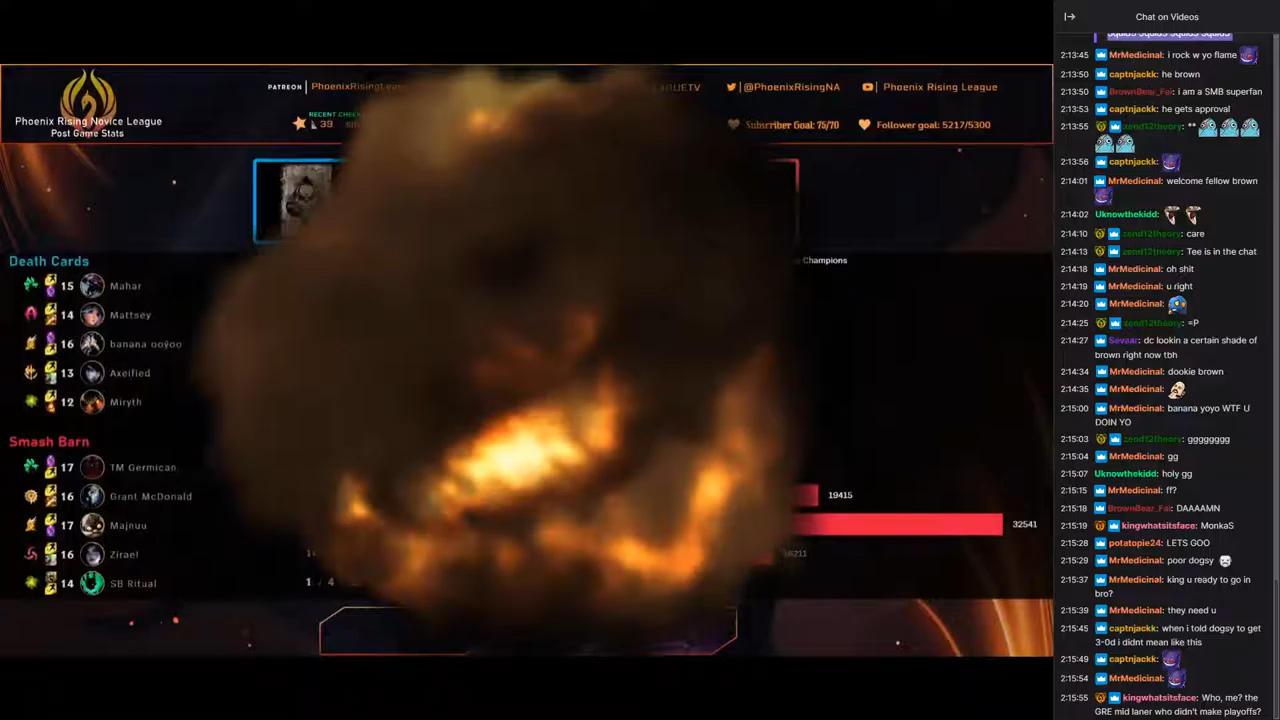 Phoenix Rising Novice League
Post Game Stats
PATREON | PhoenixRisingLea
RECENT CHEE
39
LIETV
@PhoenixRisingNA
Phoenix Rising League
Subscriber Goal: 75/70
Follower goal: 5217/5300
Champions
Death Cards
15 Mahar
14 Mattsey
16 banana ooyoo
13 Axeified
12 Miryth
Smash Barn
17 TM Germican
16 Grant McDonald
17 Majnuu
16 Zirael
14 SB Ritual
1 4
19415
32541
Chat on Videos
2:13:45 MrMedicinal: i rock w yo flame
2:13:50 captnjackk: he brown
2:13:50 BrownBear_Fai: i am a SMB superfan
2:13:53 captnjackk: he gets approval
2:13:55 zend12theory: **
2:13:56 captnjackk:
2:14:01 MrMedicinal: welcome fellow brown
2:14:02 Uknowthekidd:
2:14:10 zend12theory: care
2:14:13 zend12theory: Tee is in the chat
2:14:18 MrMedicinal: oh shit
2:14:19 MrMedicinal: u right
2:14:20 MrMedicinal:
2:14:25 zend12theory: =P
2:14:27 Sevaar: dc lookin a certain shade of
brown right now tbh
2:14:34 MrMedicinal: dookie brown
2:14:35 MrMedicinal:
2:15:00 MrMedicinal: banana yoyo WTF U
DOIN YO
2:15:03 zend12theory: gggggggg
2:15:04 MrMedicinal: gg
2:15:07 Uknowthekidd: holy gg
2:15:15 MrMedicinal: ff?
2:15:18 BrownBear_Fai: DAAAAMN
2:15:19 kingwhatsitsface: MonkaS
2:15:28 potatopie24: LETS GOO
2:15:29 MrMedicinal: poor dogsy
2:15:37 MrMedicinal: king u ready to go in
bro?
2:15:39 MrMedicinal: they need u
2:15:45 captnjackk: when i told dogsy to get
3-0d i didnt mean like this
2:15:49 captnjackk:
2:15:54 MrMedicinal:
2:15:55 kingwhatsitsface: Who, me? the
GRE mid laner who didn't make playoffs?